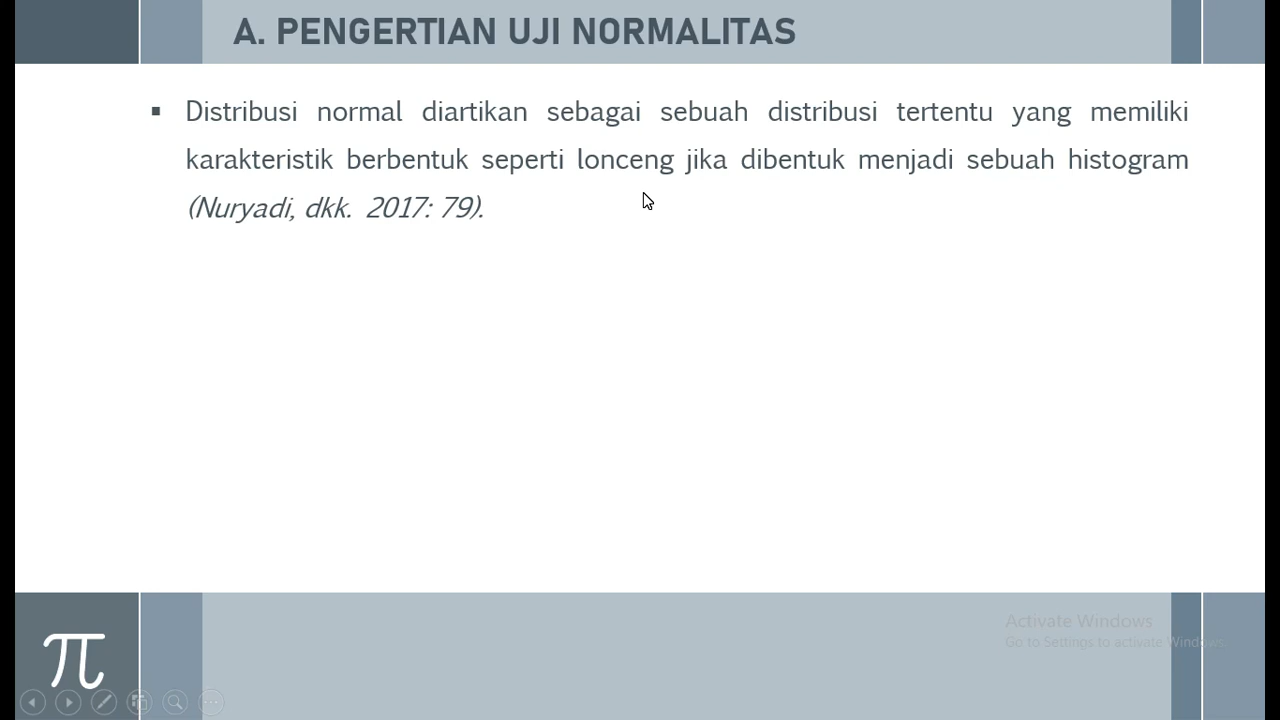 A. PENGERTIAN UJI NORMALITAS
▪ Distribusi normal diartikan sebagai sebuah distribusi tertentu yang memiliki
karakteristik berbentuk seperti lonceng jika dibentuk menjadi sebuah histogram
(Nuryadi, dkk. 2017: 79).
Activate Windows
Go to Settings to activate Windows.
π